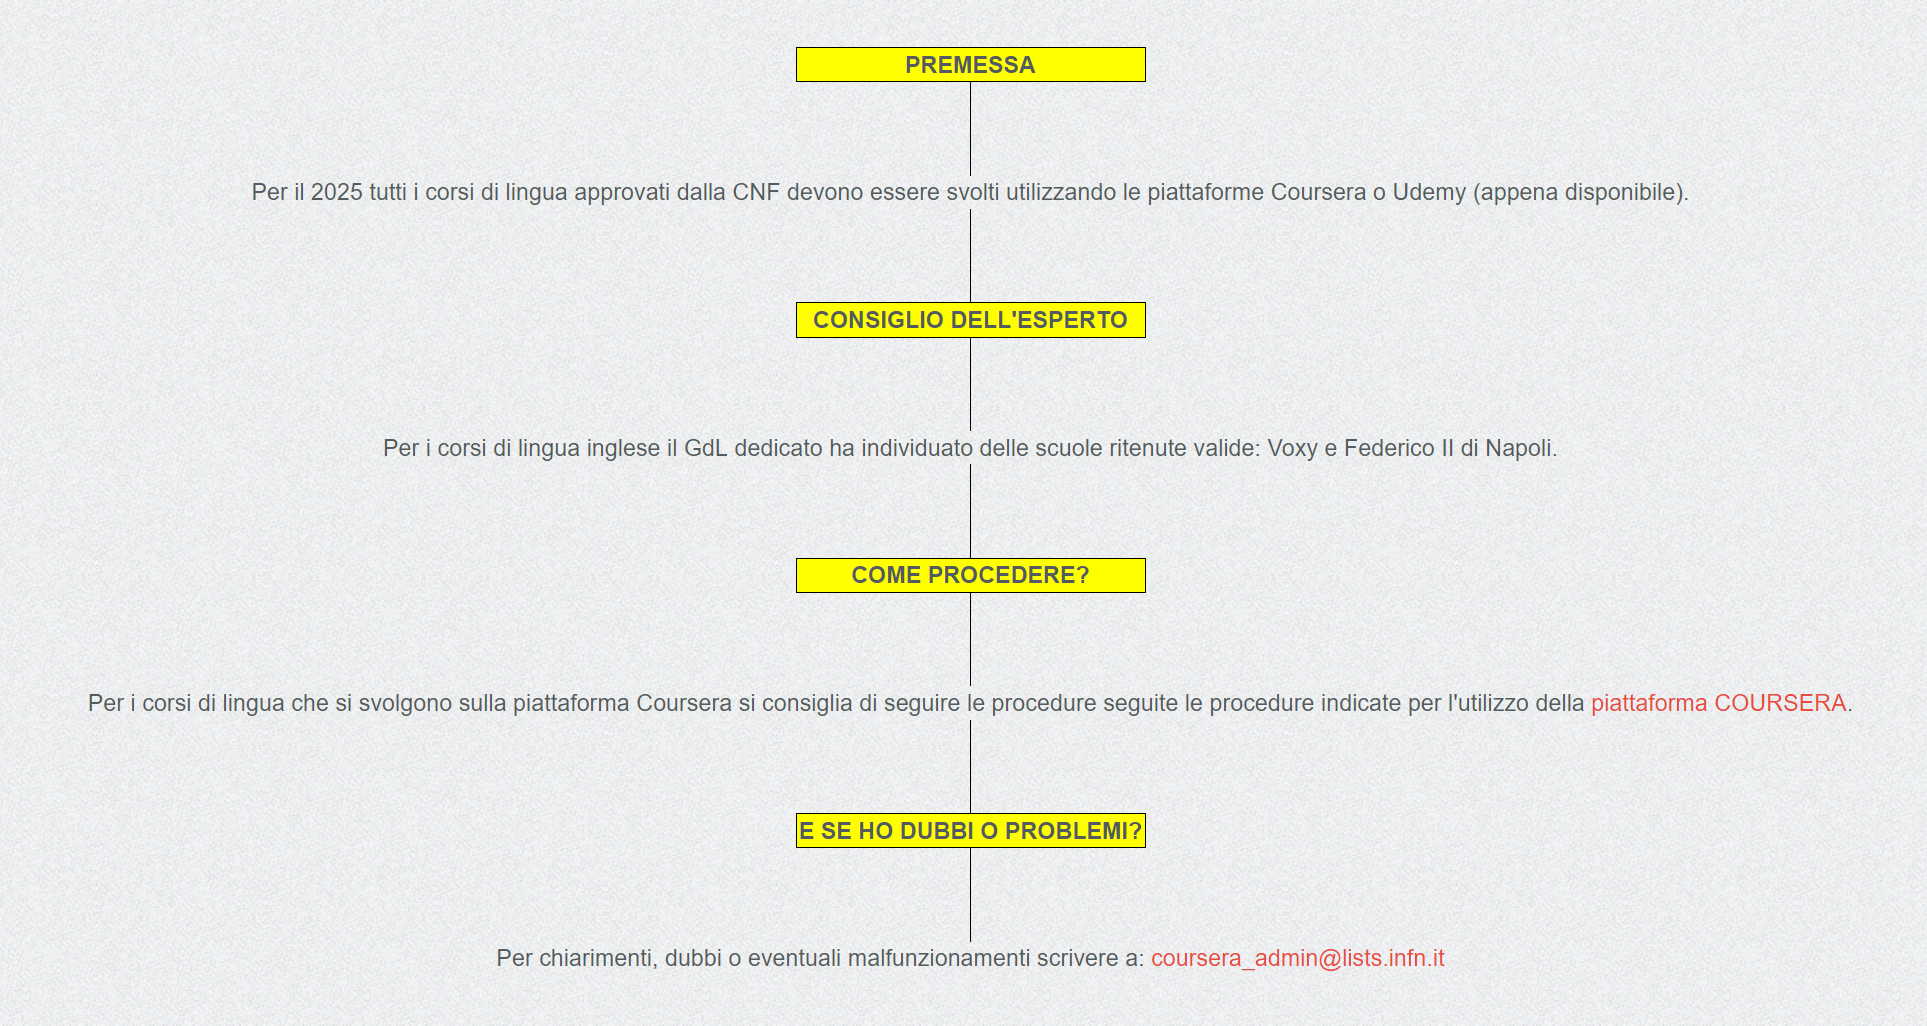 PREMESSA
Per il 2025 tutti i corsi di lingua approvati dalla CNF devono essere svolti utilizzando le piattaforme Coursera o Udemy (appena disponibile).
CONSIGLIO DELL'ESPERTO
Per i corsi di lingua inglese il GdL dedicato ha individuato delle scuole ritenute valide: Voxy e Federico II di Napoli.
COME PROCEDERE?
Per i corsi di lingua che si svolgono sulla piattaforma Coursera si consiglia di seguire le procedure seguite le procedure indicate per l'utilizzo della piattaforma COURSERA.
E SE HO DUBBI O PROBLEMI?
Per chiarimenti, dubbi o eventuali malfunzionamenti scrivere a: coursera_admin@lists.infn.it